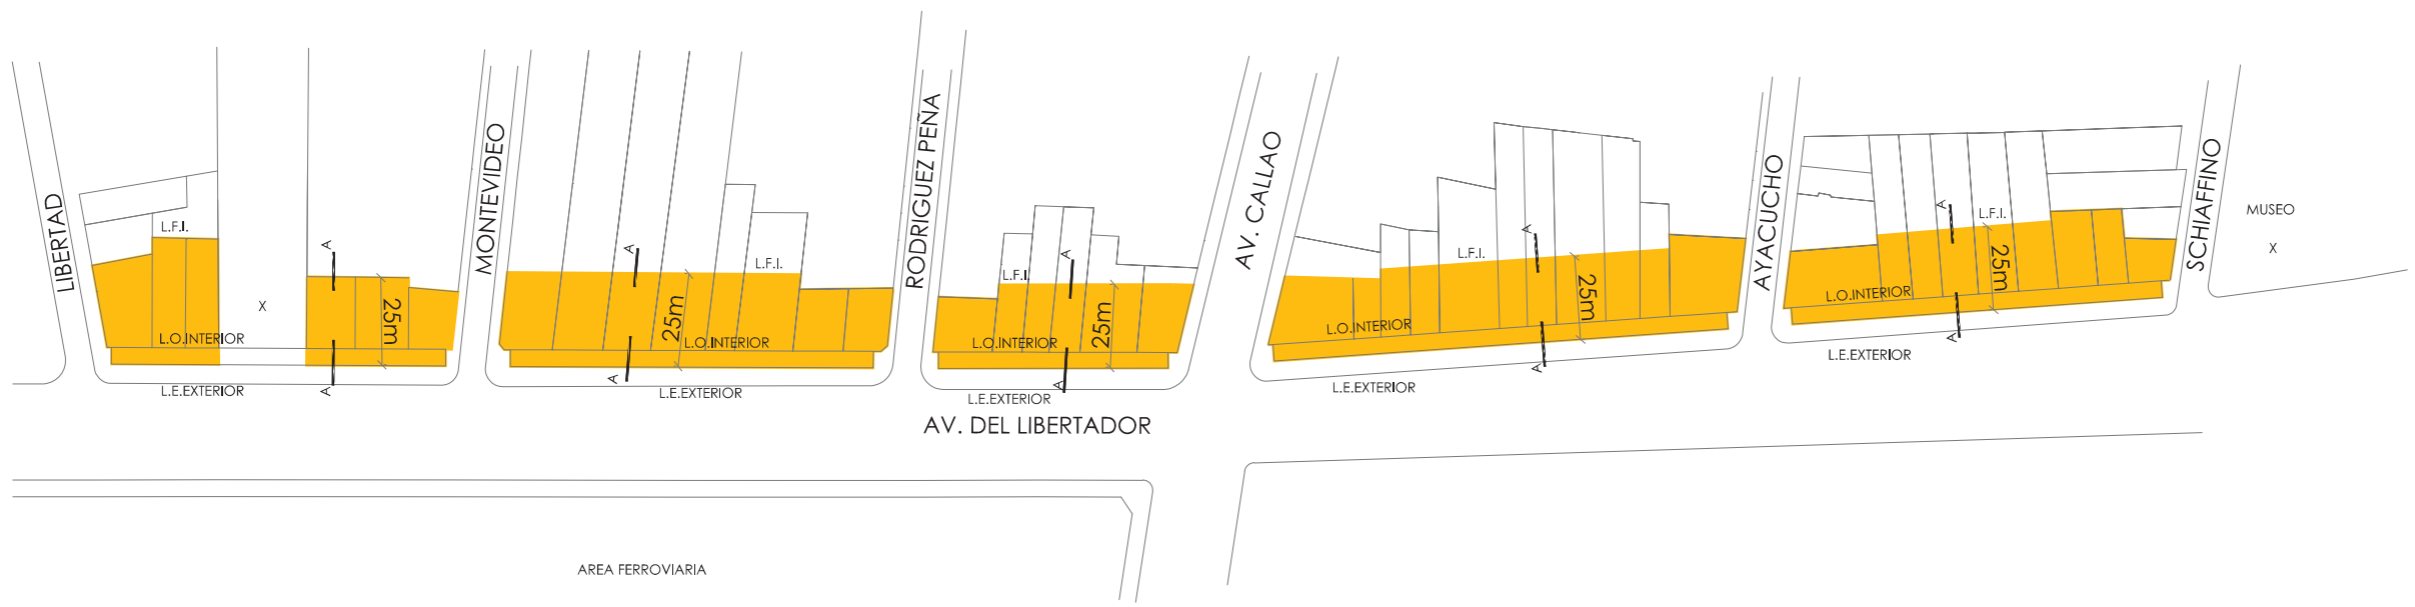 LIBERTAD
L.F.I.
X
A
25m
L.O.INTERIOR
L.E.EXTERIOR
A
MONTEVIDEO
A
L.F.I.
25m
L.O.INTERIOR
A
L.E.EXTERIOR
RODRIGUEZ PEÑA
A
L.F.I.
25m
L.O.INTERIOR
A
L.E.EXTERIOR
AV. CALLAO
A
L.F.I.
25m
L.O.INTERIOR
A
L.E.EXTERIOR
AYACUCHO
A
L.F.I.
25m
L.O.INTERIOR
A
L.E.EXTERIOR
SCHIAFFINO
MUSEO
X
AV. DEL LIBERTADOR
AREA FERROVIARIA